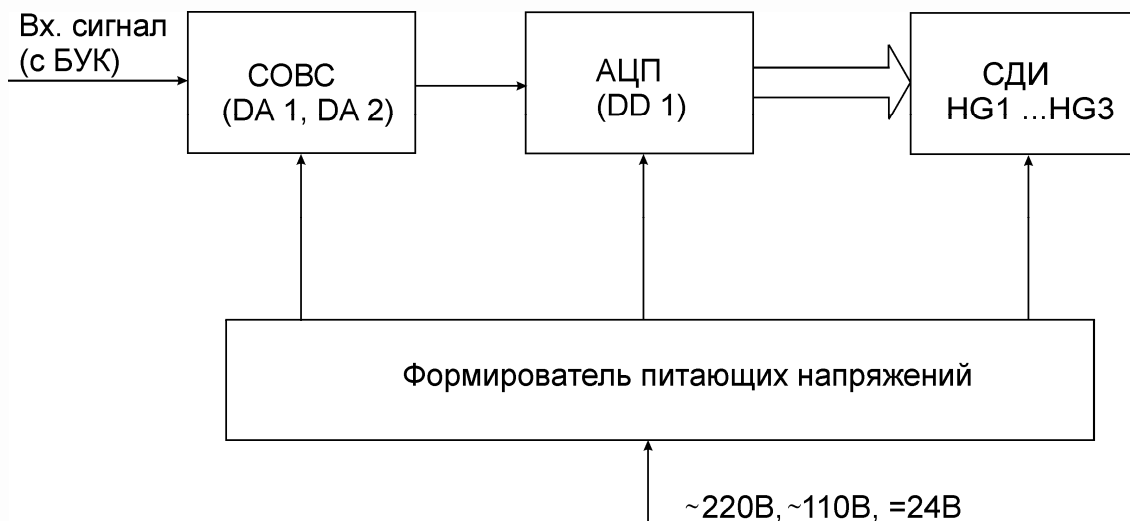 Вх. сигнал
(с БУК)
СОВС
(DA 1, DA 2)
АЦП
(DD 1)
СДИ
HG1 ...HG3
Формирователь питающих напряжений
~220В, ~110В, =24В